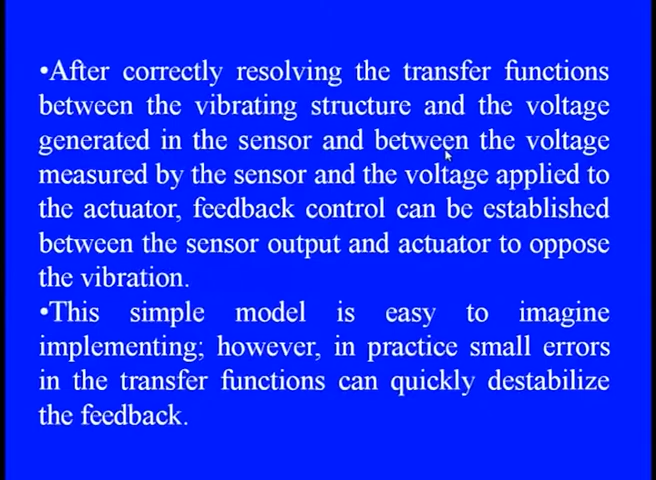 •After correctly resolving the transfer functions
between the vibrating structure and the voltage
generated in the sensor and between the voltage
measured by the sensor and the voltage applied to
the actuator, feedback control can be established
between the sensor output and actuator to oppose
the vibration.
•This simple model is easy to imagine
implementing; however, in practice small errors
in the transfer functions can quickly destabilize
the feedback.